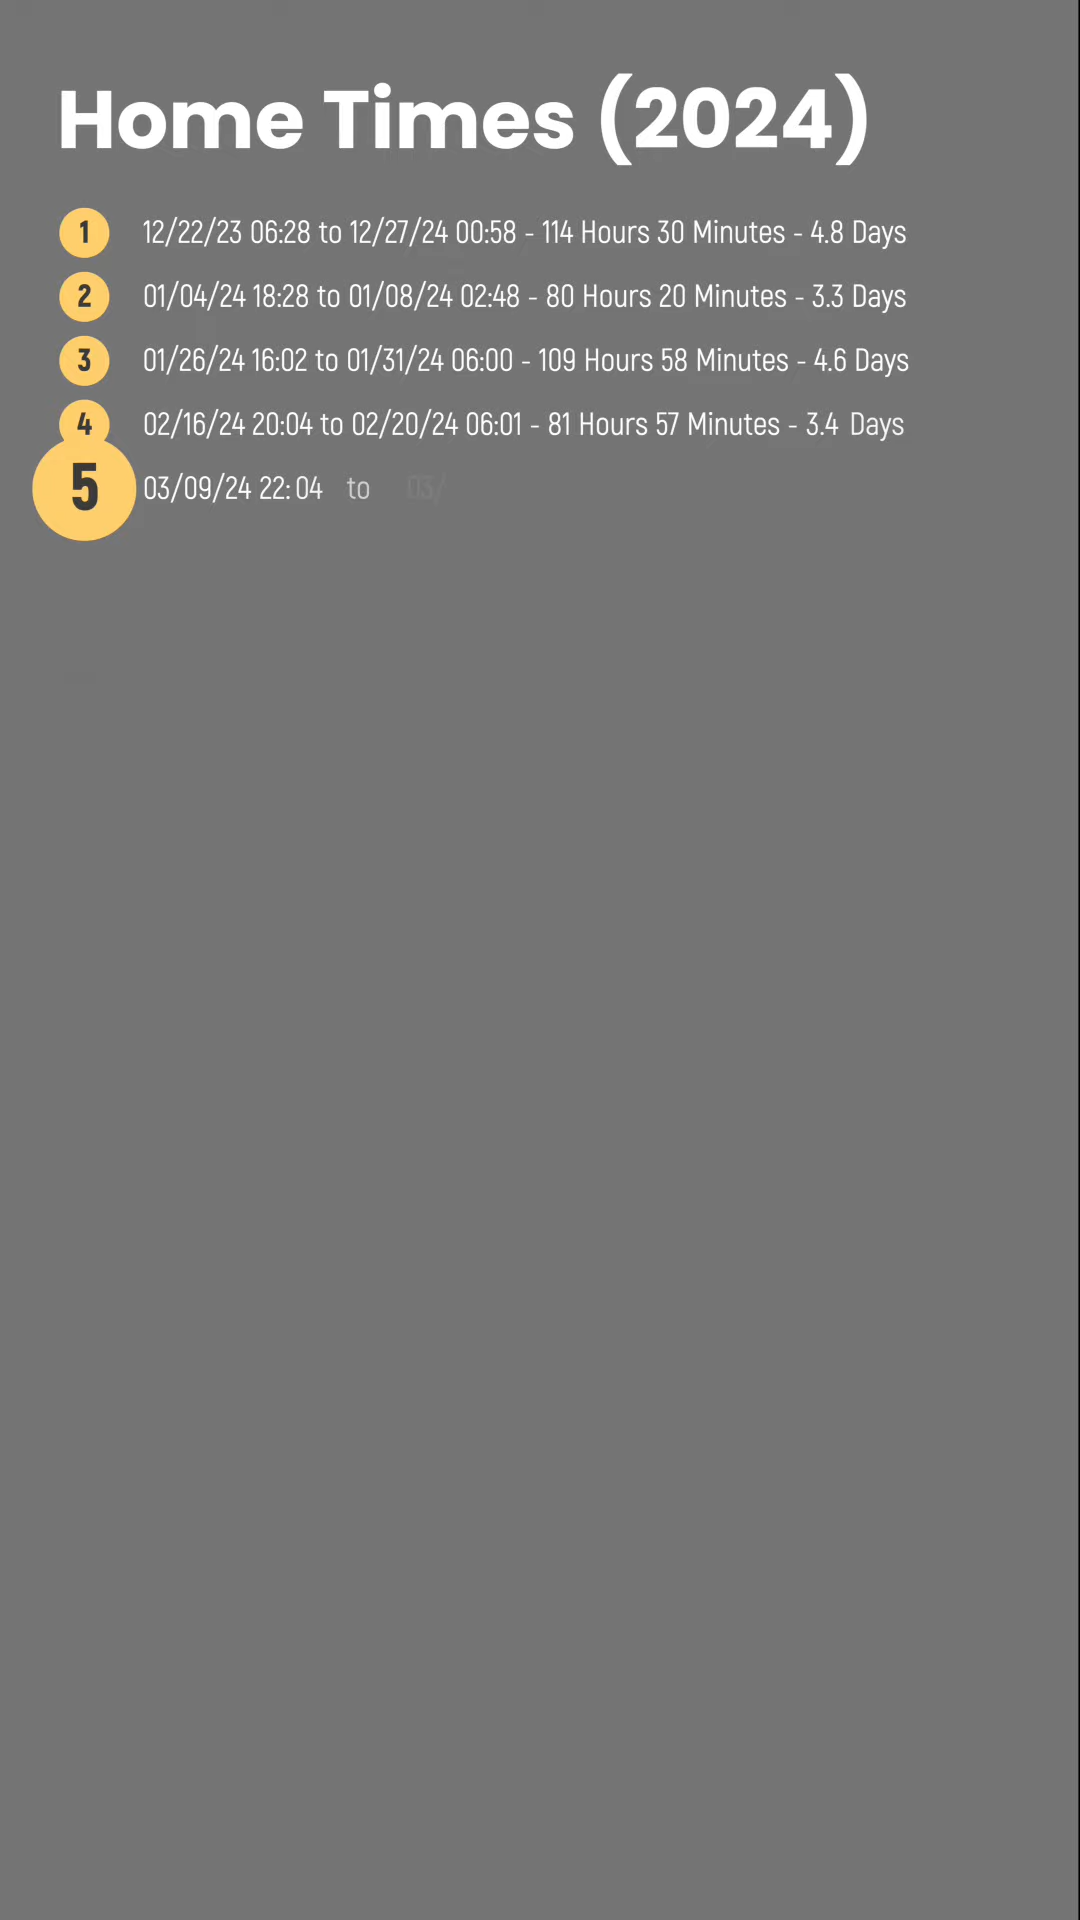 Home Times (2024)
1 12/22/23 06:28 to 12/27/24 00:58 - 114 Hours 30 Minutes - 4.8 Days
2 01/04/24 18:28 to 01/08/24 02:48 - 80 Hours 20 Minutes - 3.3 Days
3 01/26/24 16:02 to 01/31/24 06:00 - 109 Hours 58 Minutes - 4.6 Days
4 02/16/24 20:04 to 02/20/24 06:01 - 81 Hours 57 Minutes - 3.4 Days
5 03/09/24 22:04 to 03/